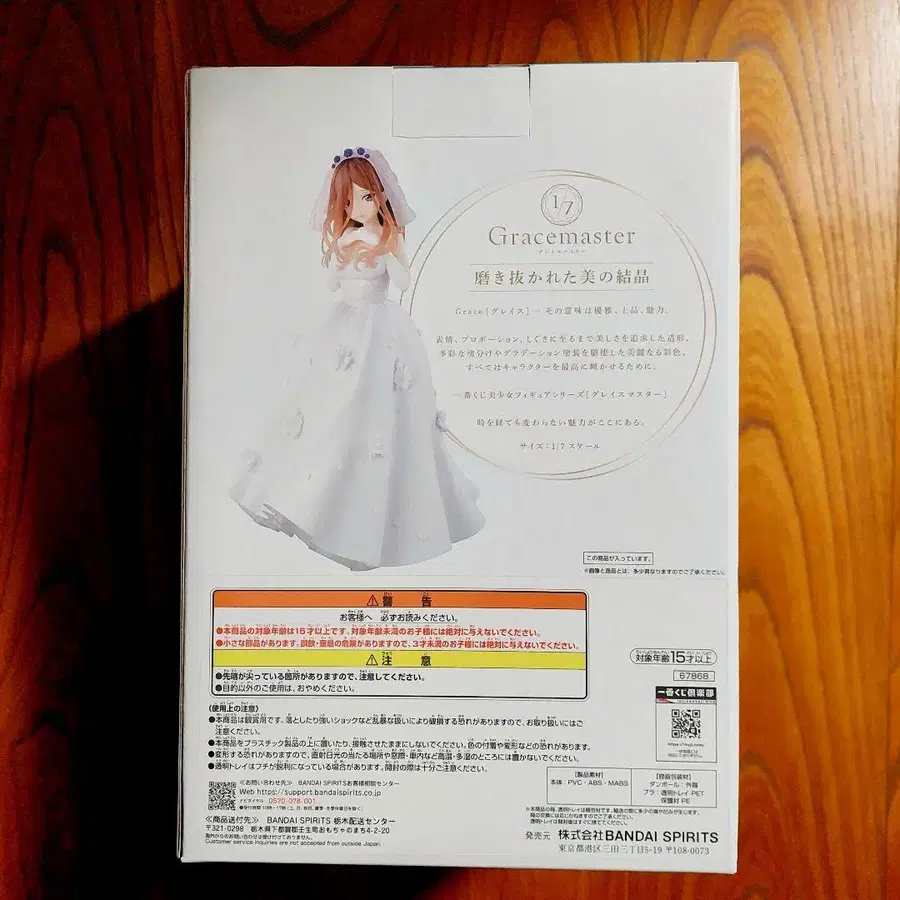 1/7
Gracemaster
グレイスマスター
磨き抜かれた美の結晶
Grace[グレイス]― その意味は優雅、上品、魅力。
表情、プロポーション、しぐさに至るまで美しさを追求した造形。
多彩な塗分けやグラデーション塗装を駆使した美麗なる彩色。
すべてはキャラクターを最高に輝かせるために。
一番くじ美少女フィギュアシリーズ[グレイスマスター]
時を経ても変わらない魅力がここにある。
サイズ:1/7 スケール
この商品が入っています。
※画像と商品とは、多少異なりますのでご了承ください。
⚠警 告
お客様へ 必ずお読みください。
●本商品の対象年齢は15才以上です。対象年齢未満のお子様には絶対に与えないでください。
●小さな部品があります。誤飲・窒息の危険がありますので、3才未満のお子様には絶対に与えないでください。
⚠注 意
●先端が尖っている箇所がありますので、注意してください。
●目的以外のご使用は、おやめください。
対象年齢15才以上
67868
一番くじ倶楽部
〈使用上の注意〉
●本商品は観賞用です。落としたり強いショックなど乱暴な扱いにより破損する恐れがありますので、お取り扱いにはご
注意ください。
●本商品をプラスチック製品の上に置いたり、接触させたままにしないでください。色の付着や変形などの恐れがあります。
●変形する恐れがありますので、直射日光の当たる場所や窓際・車内など高温・多湿のところには置かないでください。
●透明トレイはフチが鋭利になっている場合があります。開封の際は十分ご注意ください。
≪お問い合わせ先≫ BANDAI SPIRITSお客様相談センター
Web https://support.bandaispirits.co.jp
ナビダイヤル 0570-078-001
≪商品送付先≫ BANDAI SPIRITS 栃木配送センター
〒321-0298 栃木県下都賀郡壬生町おもちゃのまち4-2-20
海外からのお問い合わせは受け付けておりません。
Customer service inquiries are not accepted from outside Japan.
【製品素材】
本体:PVC・ABS・MABS
【容器包装材】
ダンボール:外箱
プラ:透明トレイ PET
保護材 PE
発売元 株式会社BANDAI SPIRITS
東京都港区三田三丁目5-19 〒108-0073